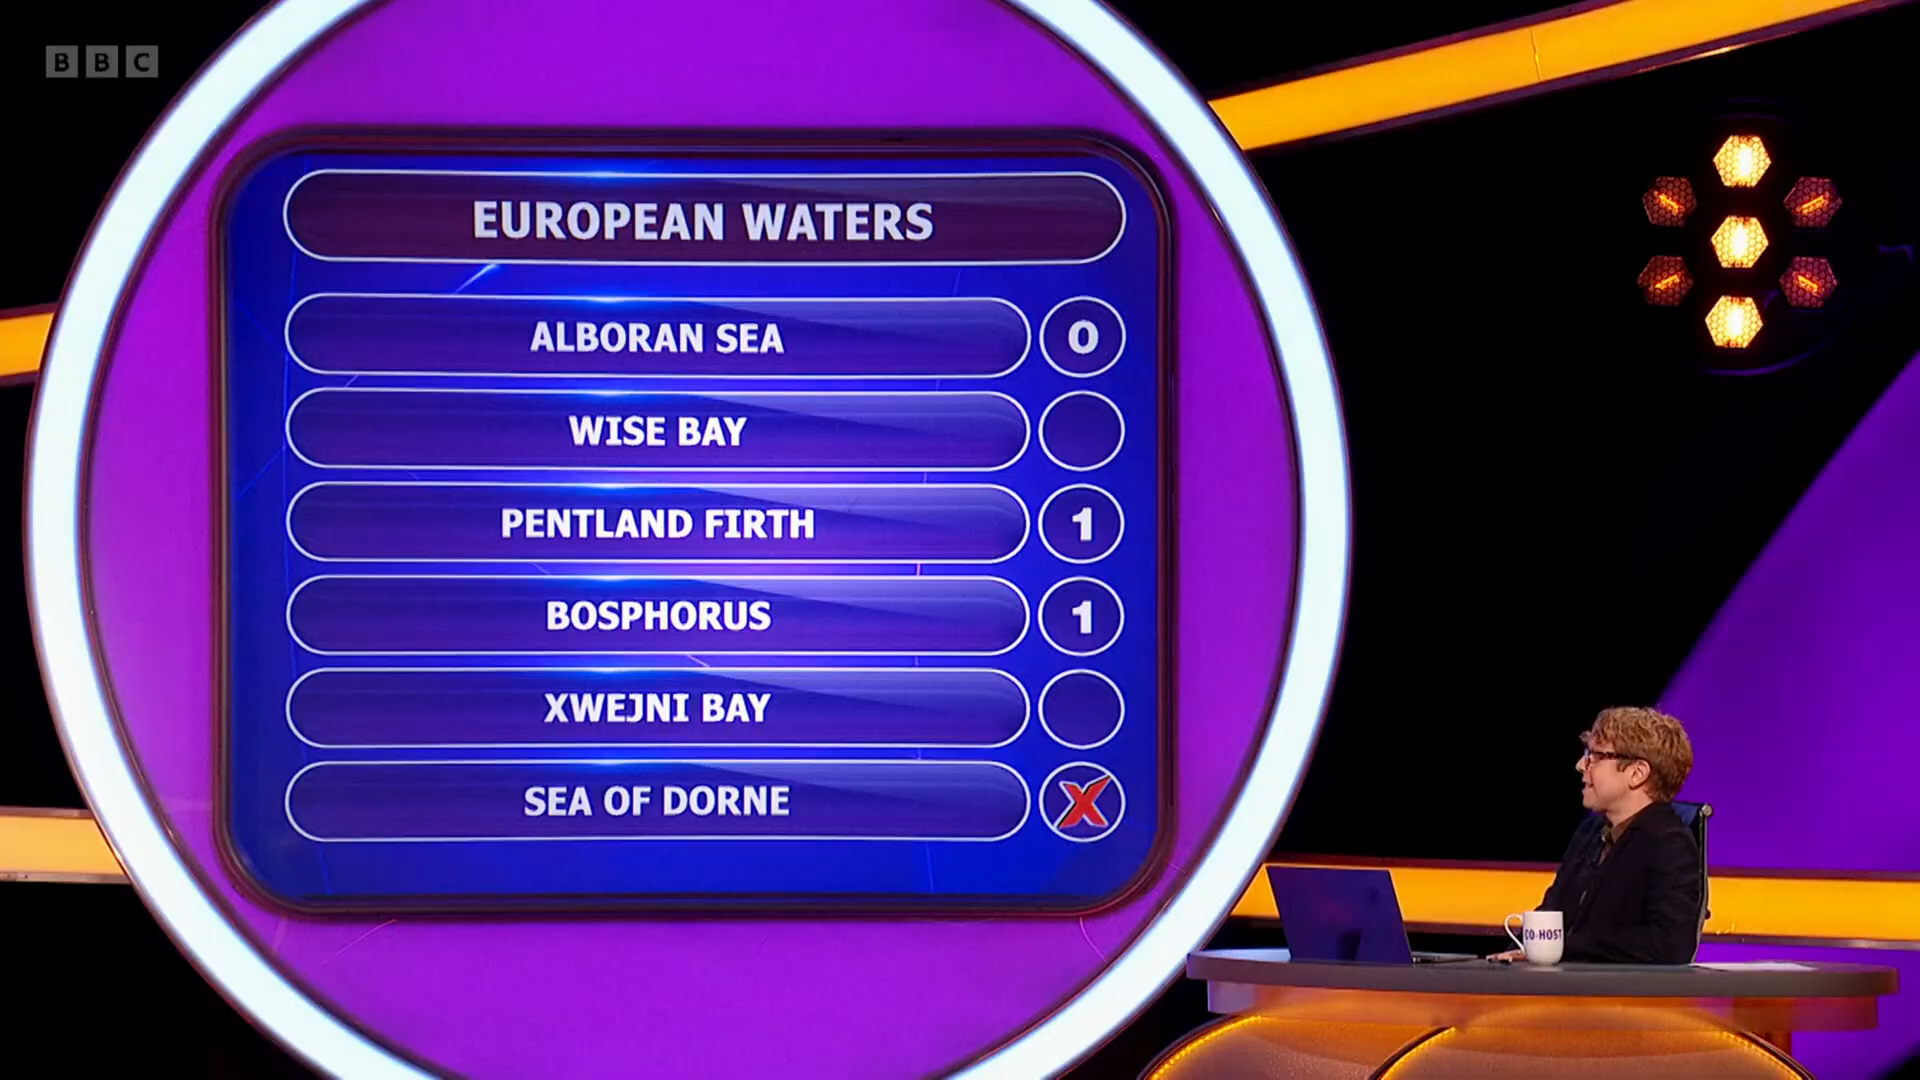 BBC
EUROPEAN WATERS
ALBORAN SEA 0
WISE BAY
PENTLAND FIRTH 1
BOSPHORUS 1
XWEJNI BAY
SEA OF DORNE X
CO-HOST